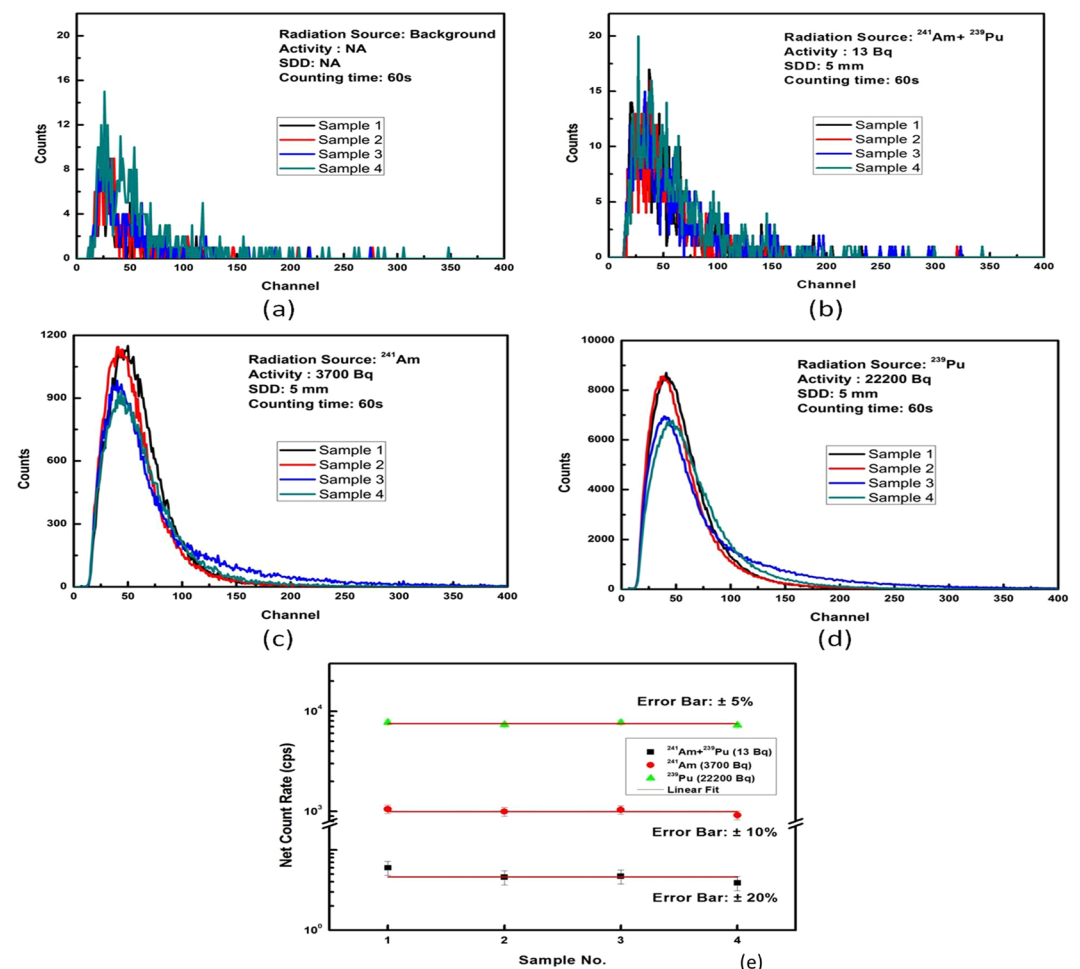 Radiation Source: Background
Activity : NA
SDD: NA
Counting time: 60s
Sample 1
Sample 2
Sample 3
Sample 4
20
16
12
8
4
0
Counts
0 50 100 150 200 250 300 350 400
Channel
(a)
Radiation Source: ²⁴¹Am+ ²³⁹Pu
Activity : 13 Bq
SDD: 5 mm
Counting time: 60s
Sample 1
Sample 2
Sample 3
Sample 4
20
15
10
5
0
Counts
0 50 100 150 200 250 300 350 400
Channel
(b)
Radiation Source: ²⁴¹Am
Activity : 3700 Bq
SDD: 5 mm
Counting time: 60s
Sample 1
Sample 2
Sample 3
Sample 4
1200
900
600
300
0
Counts
0 50 100 150 200 250 300 350 400
Channel
(c)
Radiation Source: ²³⁹Pu
Activity : 22200 Bq
SDD: 5 mm
Counting time: 60s
Sample 1
Sample 2
Sample 3
Sample 4
10000
8000
6000
4000
2000
0
Counts
0 50 100 150 200 250 300 350 400
Channel
(d)
Error Bar: ± 5%
²⁴¹Am+²³⁹Pu (13 Bq)
²⁴¹Am (3700 Bq)
²³⁹Pu (22200 Bq)
Linear Fit
Error Bar: ± 10%
Error Bar: ± 20%
10⁴
10³
10⁰
Net Count Rate (cps)
1 2 3 4
Sample No.
(e)